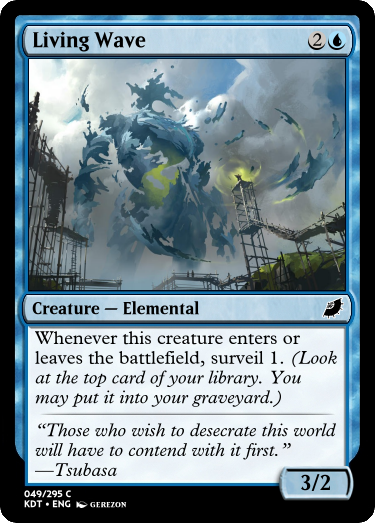 Living Wave 2
Creature — Elemental
Whenever this creature enters or
leaves the battlefield, surveil 1. (Look
at the top card of your library. You
may put it into your graveyard.)
“Those who wish to desecrate this world
will have to contend with it first.”
—Tsubasa
3/2
049/295 C
KDT • ENG GEREZON